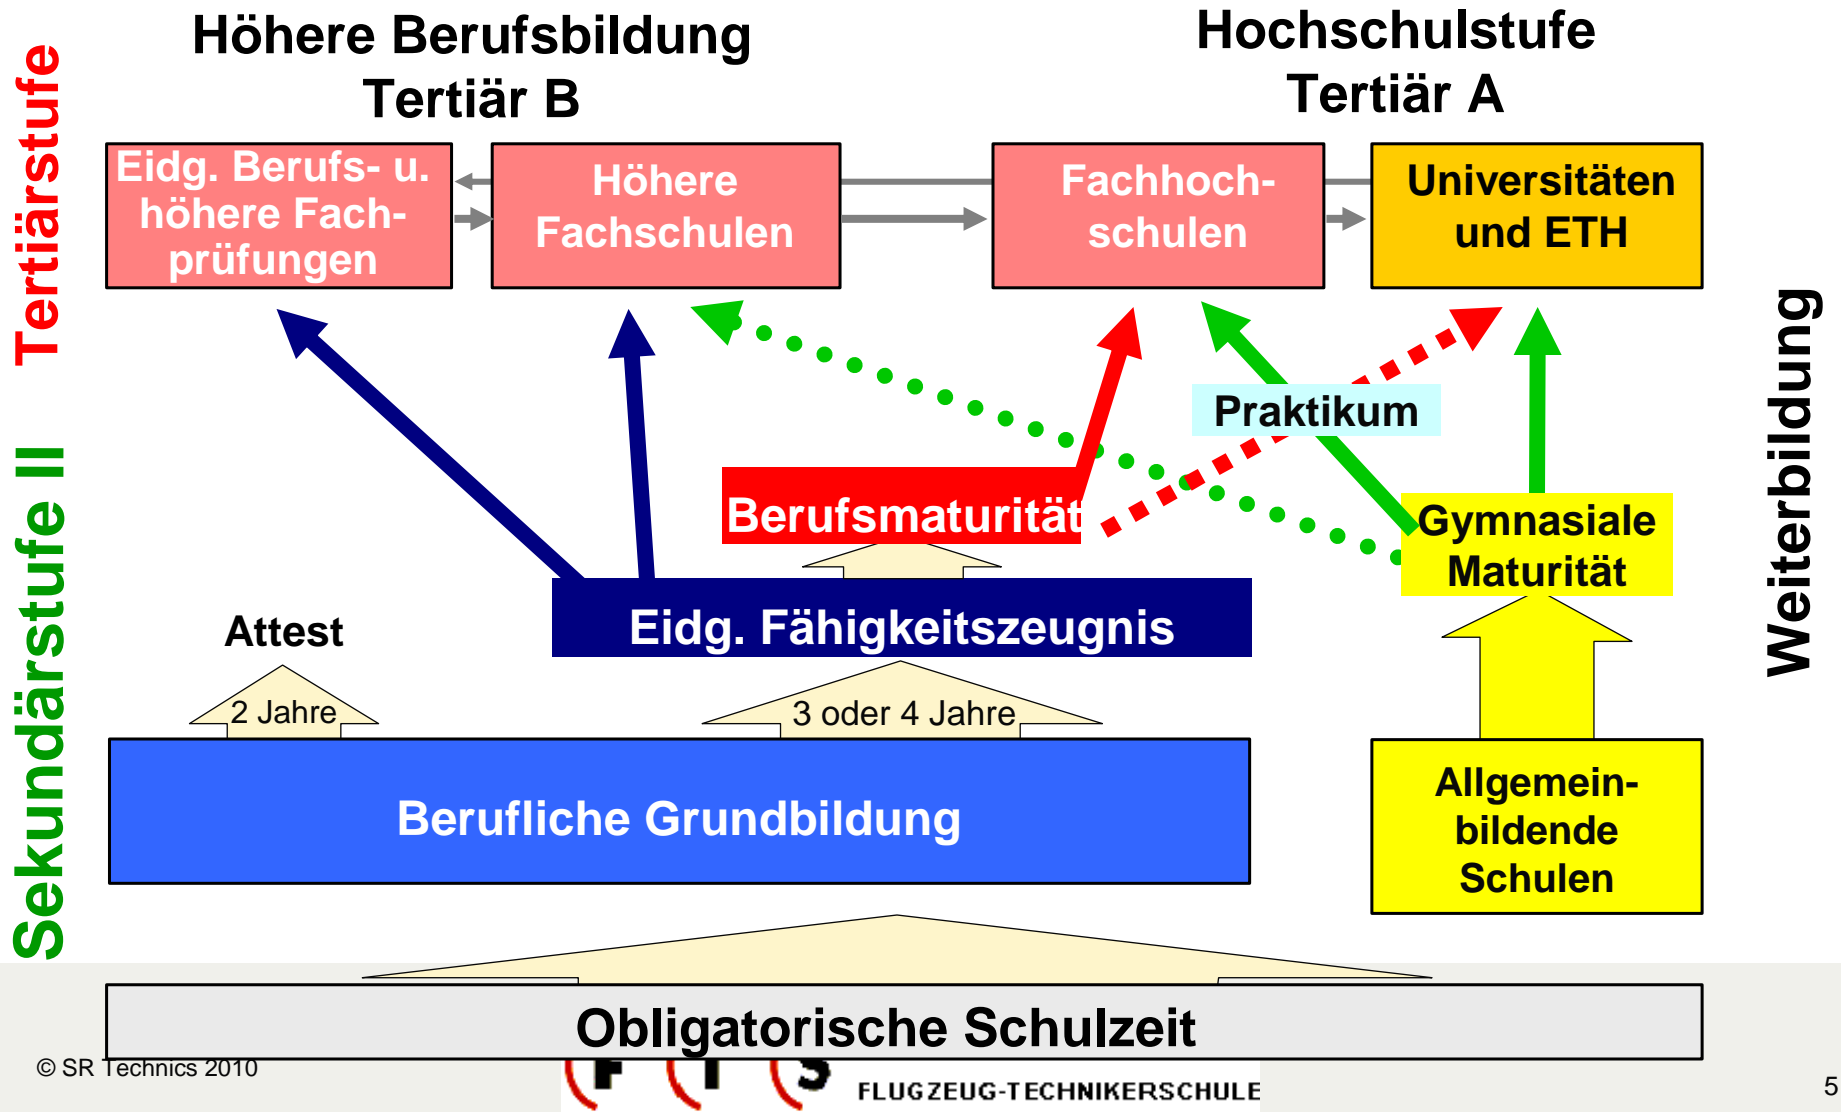 Höhere Berufsbildung
Tertiär B
Hochschulstufe
Tertiär A
Tertiärstufe
Eidg. Berufs- u.
höhere Fach-
prüfungen
Höhere
Fachschulen
Fachhoch-
schulen
Universitäten
und ETH
Weiterbildung
Praktikum
Sekundärstufe II
Berufsmaturität
Gymnasiale
Maturität
Attest
Eidg. Fähigkeitszeugnis
2 Jahre
3 oder 4 Jahre
Berufliche Grundbildung
Allgemein-
bildende
Schulen
Obligatorische Schulzeit
© SR Technics 2010
F T S
FLUGZEUG-TECHNIKERSCHULE
5